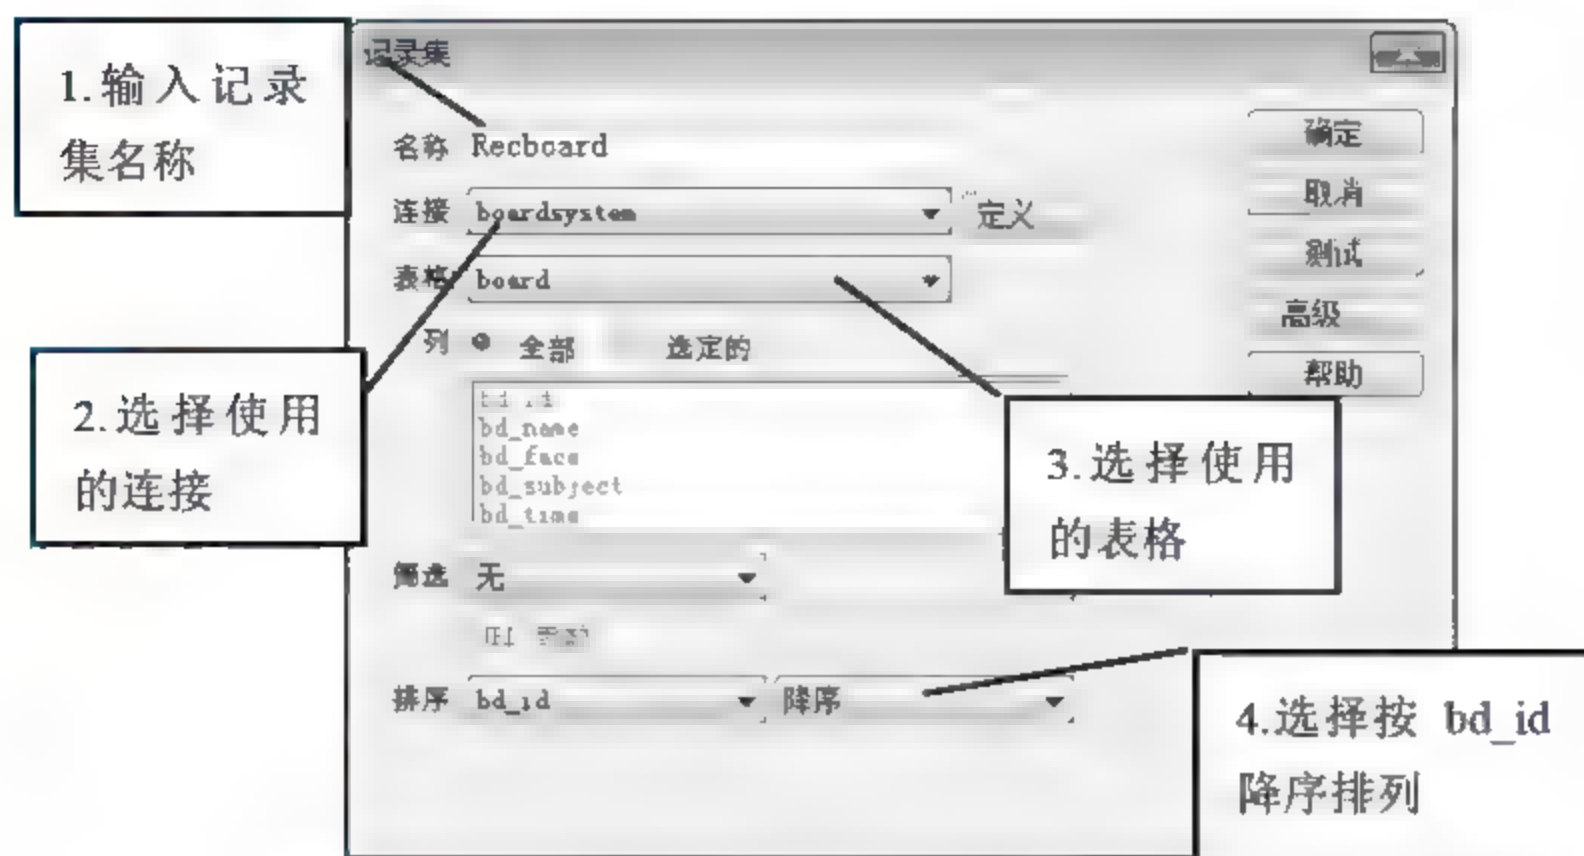 1.输入记录
集名称
记录集
名称 Recboard
确定
连接 boardsystem 定义
取消
表格 board
测试
高级
列 全部 选定的
帮助
2.选择使用
的连接
bd_name
bd_face
bd_subject
bd_time
3.选择使用
的表格
筛选 无
排序 bd_id 降序
4.选择按 bd_id
降序排列